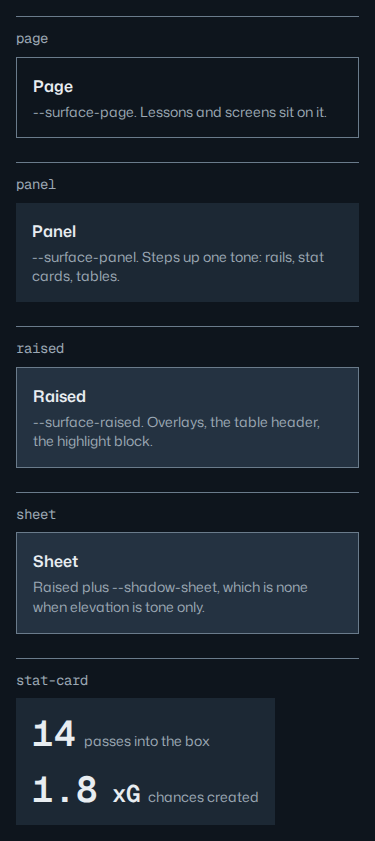 page
Page
--surface-page. Lessons and screens sit on it.
panel
Panel
--surface-panel. Steps up one tone: rails, stat
cards, tables.
raised
Raised
--surface-raised. Overlays, the table header,
the highlight block.
sheet
Sheet
Raised plus --shadow-sheet, which is none
when elevation is tone only.
stat-card
14 passes into the box
1.8 xG chances created